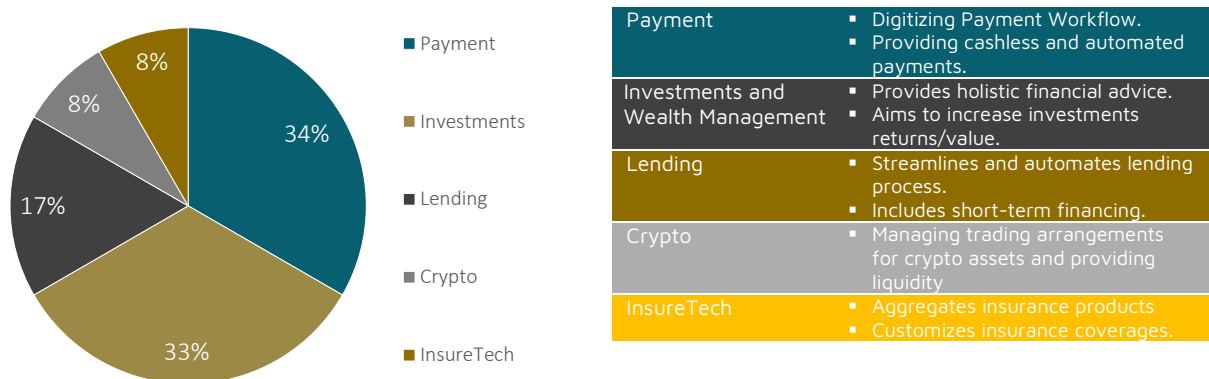 34%
33%
17%
8%
8%
Payment
Investments
Lending
Crypto
InsureTech
Payment
▪ Digitizing Payment Workflow.
▪ Providing cashless and automated
payments.
Investments and
Wealth Management
▪ Provides holistic financial advice.
▪ Aims to increase investments
returns/value.
Lending
▪ Streamlines and automates lending
process.
▪ Includes short-term financing.
Crypto
▪ Managing trading arrangements
for crypto assets and providing
liquidity
InsureTech
▪ Aggregates insurance products
▪ Customizes insurance coverages.